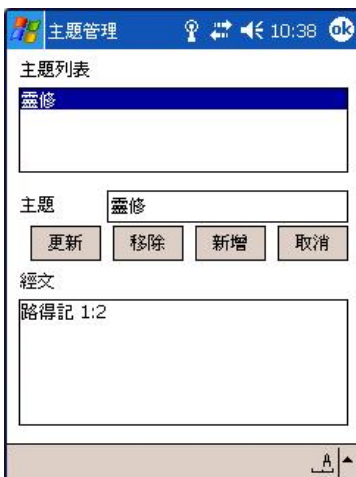 主題管理 10:38 ok
主題列表
靈修
主題 靈修
更新 移除 新增 取消
經文
路得記 1:2
A